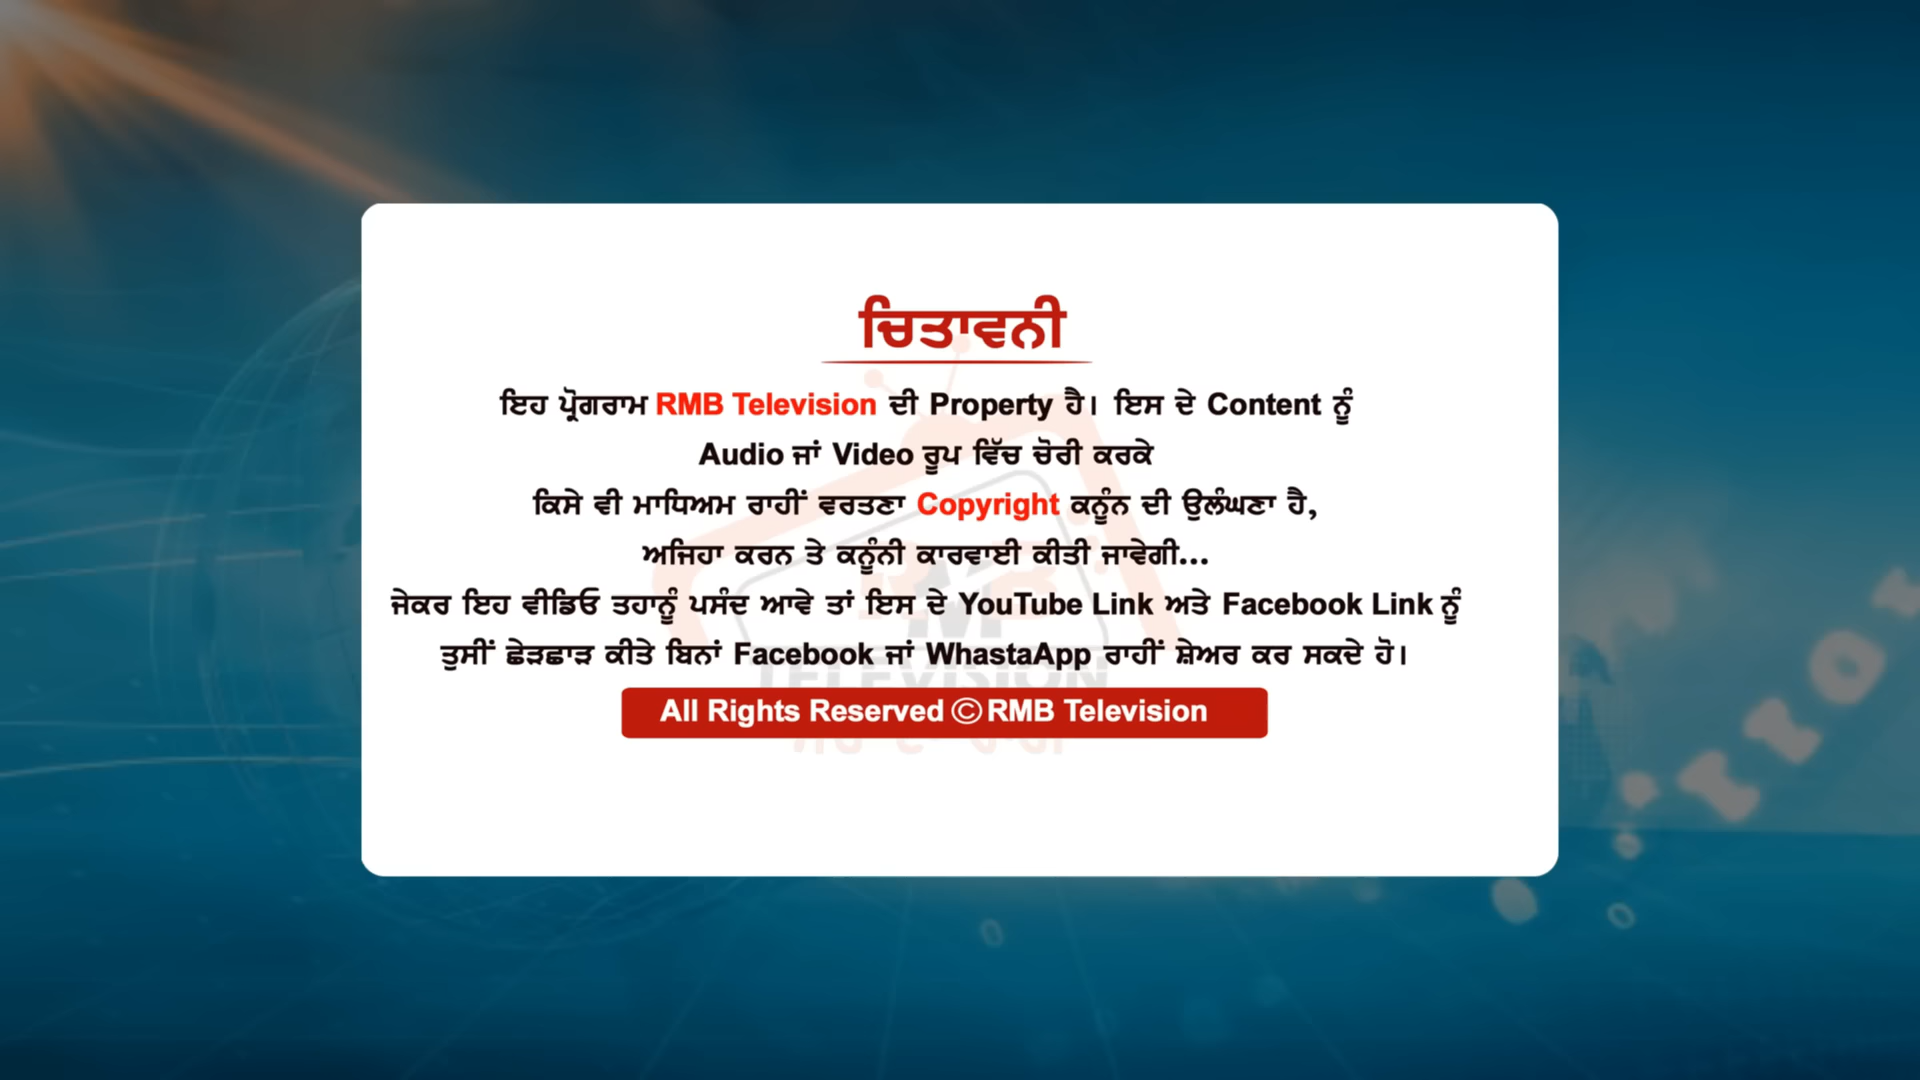 ਚਿਤਾਵਨੀ
ਇਹ ਪ੍ਰੋਗਰਾਮ RMB Television ਦੀ Property ਹੈ। ਇਸ ਦੇ Content ਨੂੰ
Audio ਜਾਂ Video ਰੂਪ ਵਿੱਚ ਚੋਰੀ ਕਰਕੇ
ਕਿਸੇ ਵੀ ਮਾਧਿਅਮ ਰਾਹੀਂ ਵਰਤਣਾ Copyright ਕਨੂੰਨ ਦੀ ਉਲੰਘਣਾ ਹੈ,
ਅਜਿਹਾ ਕਰਨ ਤੇ ਕਨੂੰਨੀ ਕਾਰਵਾਈ ਕੀਤੀ ਜਾਵੇਗੀ...
ਜੇਕਰ ਇਹ ਵੀਡਿਓ ਤਹਾਨੂੰ ਪਸੰਦ ਆਵੇ ਤਾਂ ਇਸ ਦੇ YouTube Link ਅਤੇ Facebook Link ਨੂੰ
ਤੁਸੀਂ ਛੇੜਛਾੜ ਕੀਤੇ ਬਿਨਾਂ Facebook ਜਾਂ WhastaApp ਰਾਹੀਂ ਸ਼ੇਅਰ ਕਰ ਸਕਦੇ ਹੋ।
TELEVISION
All Rights Reserved © RMB Television